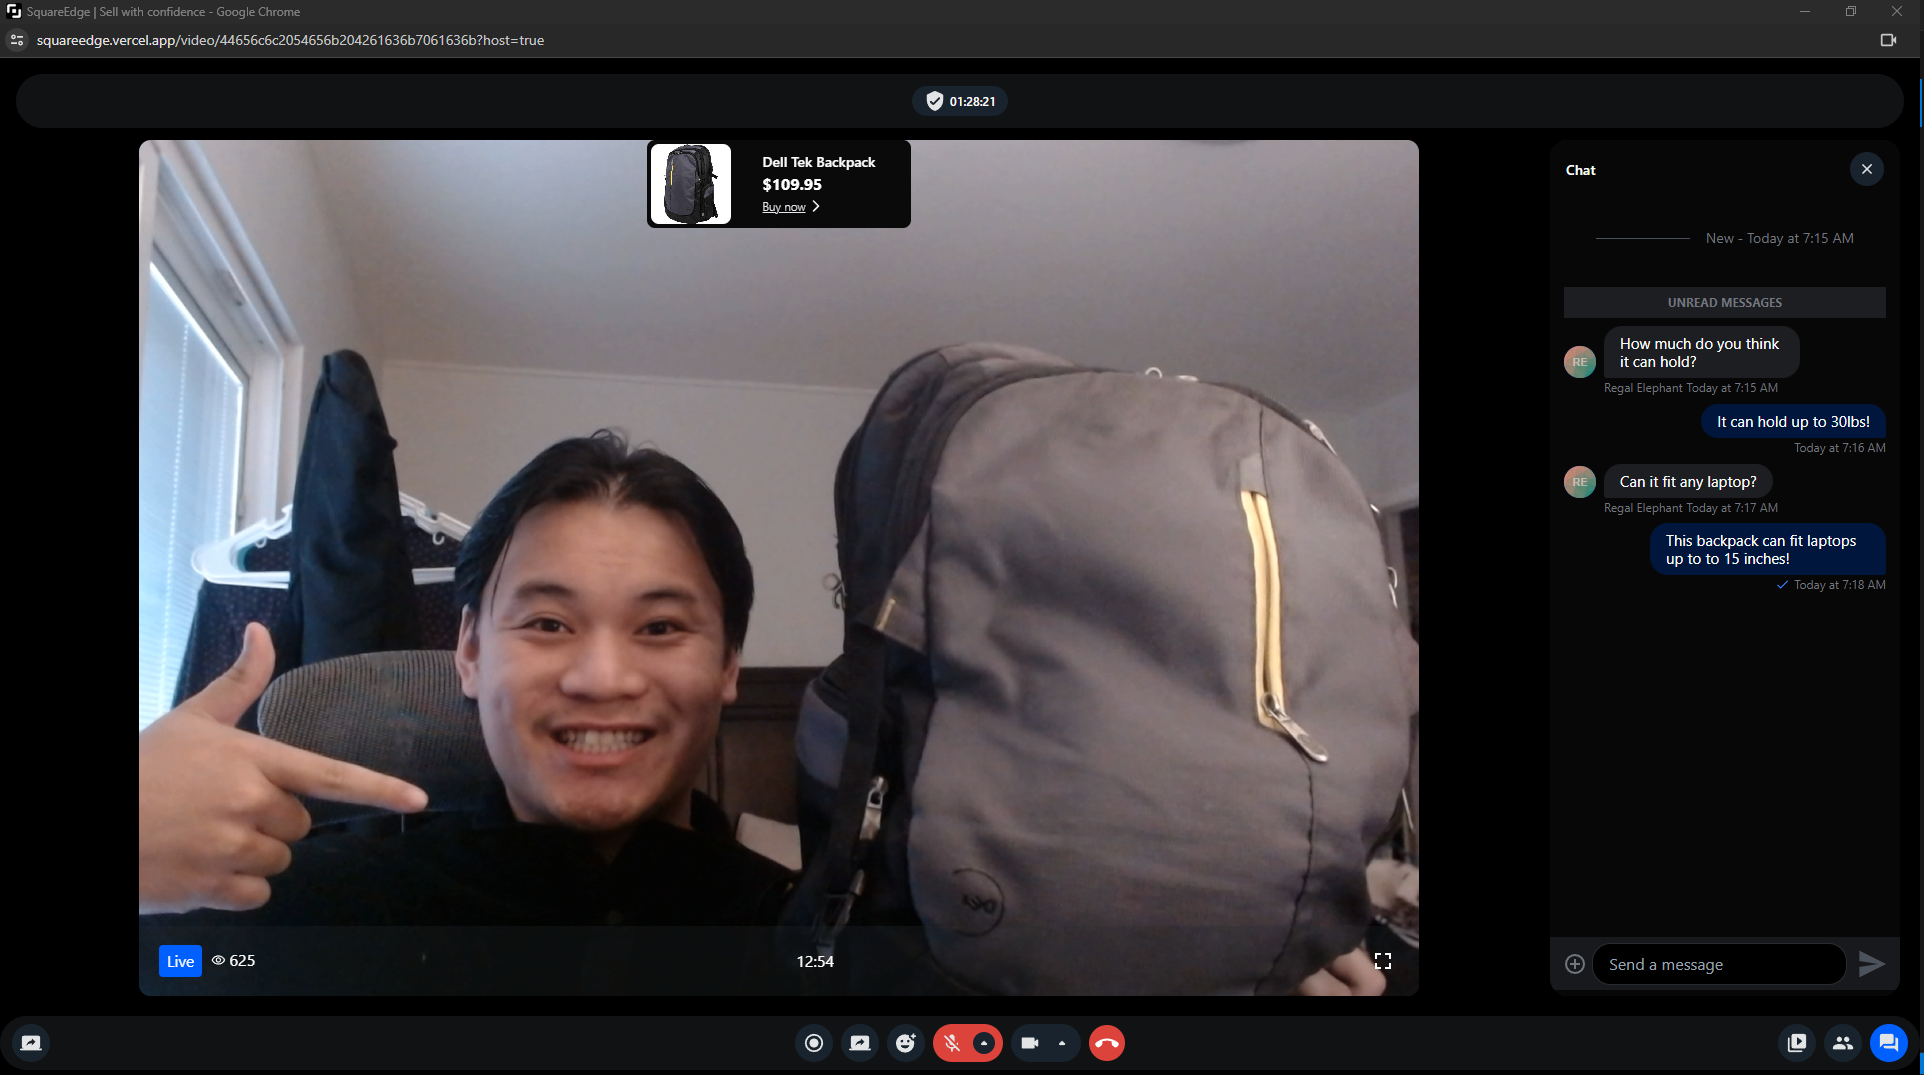 SquareEdge | Sell with confidence - Google Chrome
squareedge.vercel.app/video/44656c6c2054656b204261636b7061636b?host=true
01:28:21
Dell Tek Backpack
$109.95
Buy now
DELL
Live 625
12:54
Chat
New - Today at 7:15 AM
UNREAD MESSAGES
RE
How much do you think
it can hold?
Regal Elephant Today at 7:15 AM
It can hold up to 30lbs!
Today at 7:16 AM
RE
Can it fit any laptop?
Regal Elephant Today at 7:17 AM
This backpack can fit laptops
up to to 15 inches!
Today at 7:18 AM
Send a message